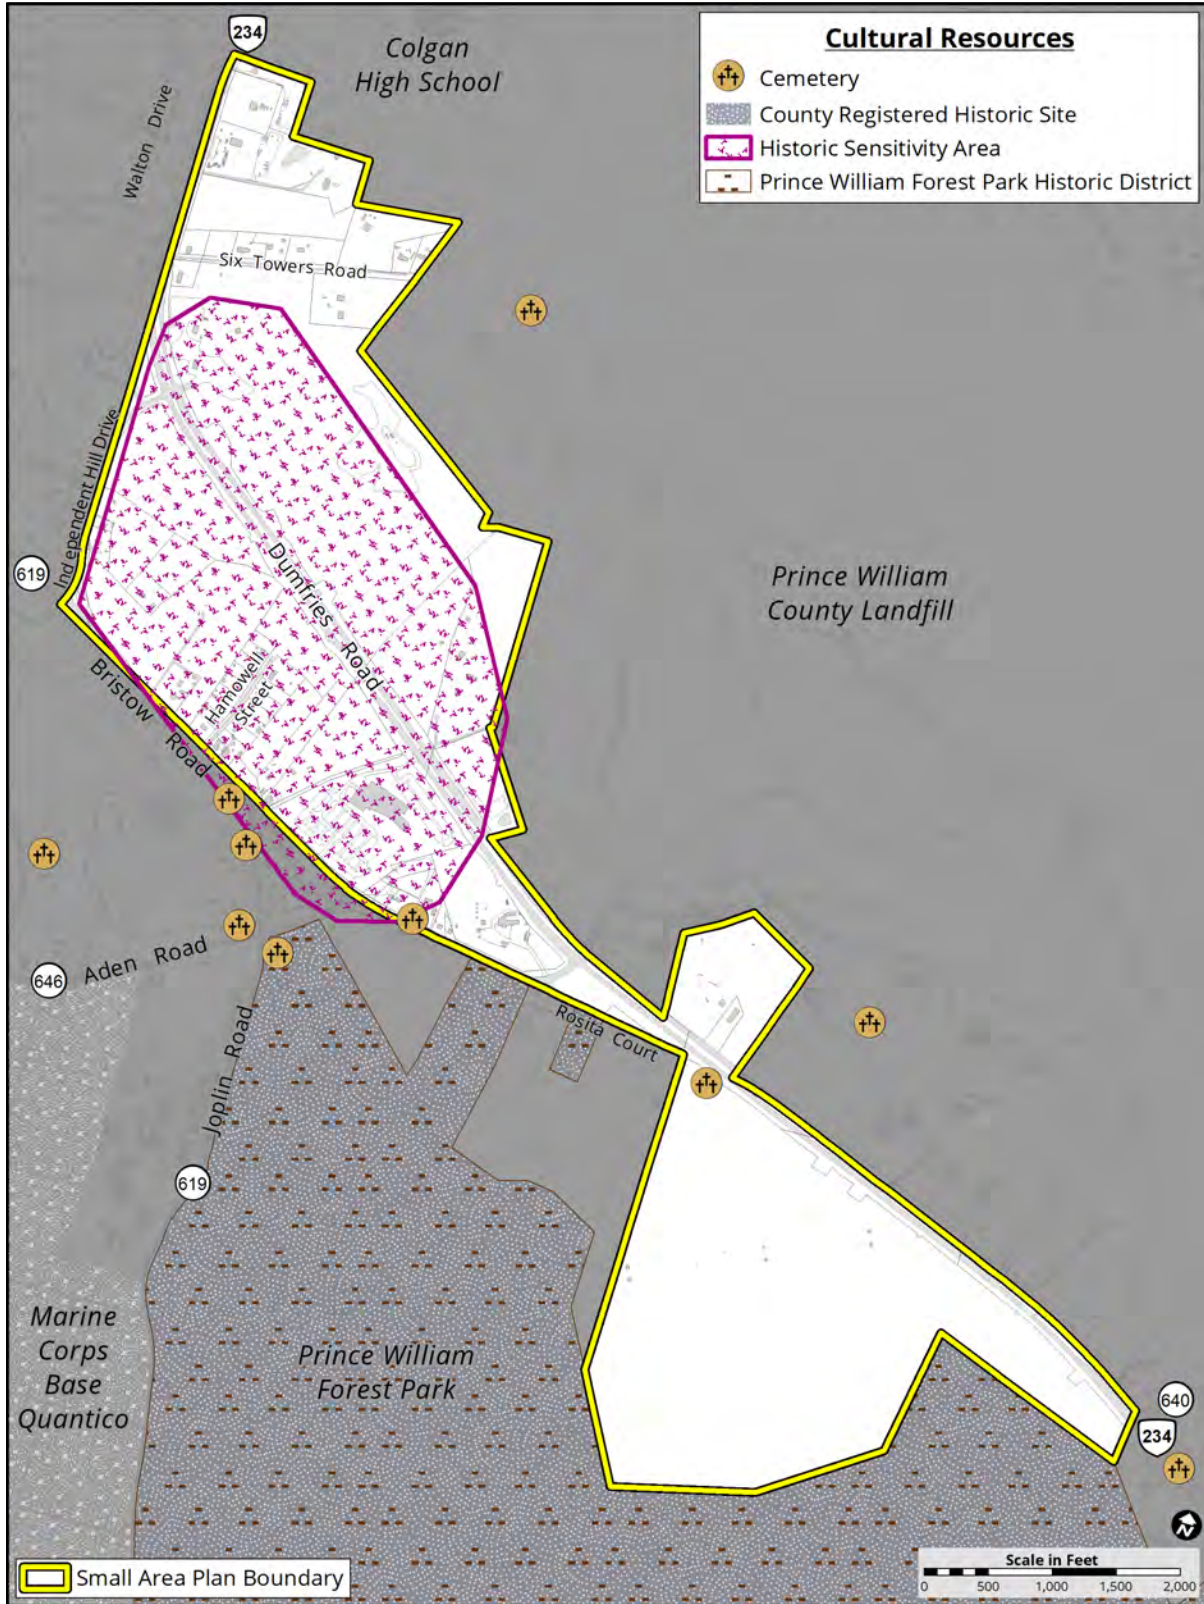 234
Colgan
High School
Cultural Resources
Cemetery
County Registered Historic Site
Historic Sensitivity Area
Prince William Forest Park Historic District
Walton Drive
Six Towers Road
Independent Hill Drive
619
Dumfries Road
Prince William
County Landfill
Hamowell
Street
Bristow Road
646
Aden Road
Joplin Road
Rosita Court
619
Marine
Corps
Base
Quantico
Prince William
Forest Park
640
234
N
Small Area Plan Boundary
Scale in Feet
0 500 1,000 1,500 2,000